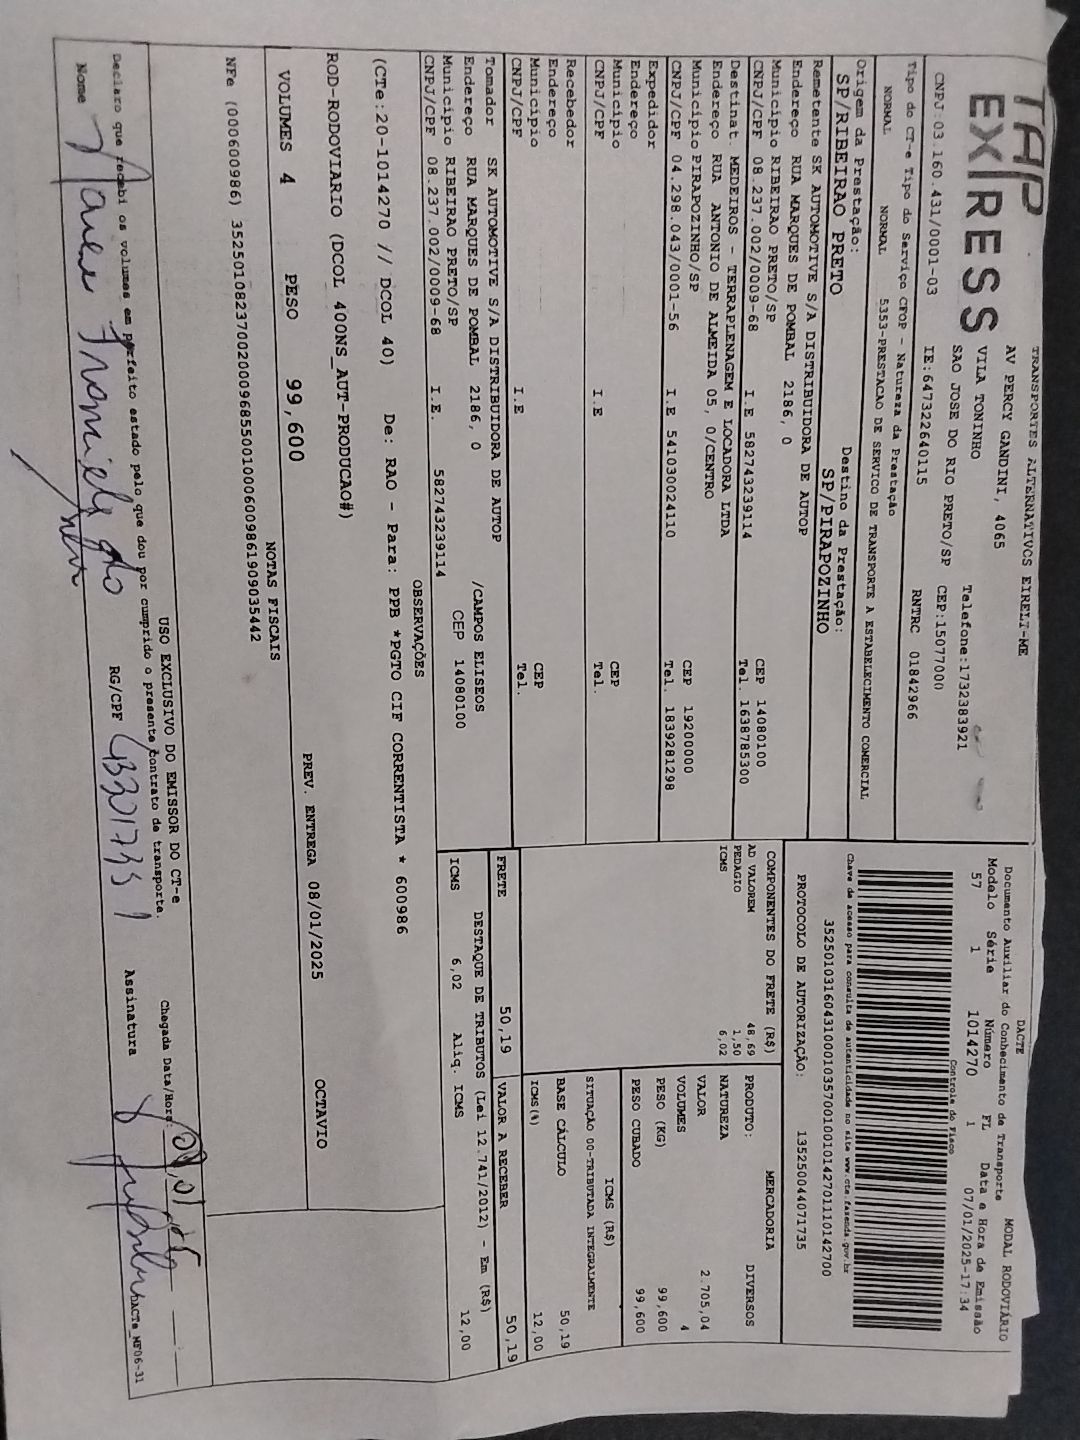 TAP
EX/RESS
TRANSPORTES ALTERNATIVOS EIRELI-ME
AV PERCY GANDINI, 4065
VILA TONINHO Telefone:1732383921
SAO JOSE DO RIO PRETO/SP CEP:15077000
CNPJ:03.160.431/0001-03 IE:647322640115 RNTRC 01842966
DACTE MODAL RODOVIÁRIO
Documento Auxiliar do Conhecimento de Transporte
Modelo Série Número FL Data e Hora de Emissão
57 1 1014270 1 07/01/2025-17:34
Controle do Fisco
Chave de acesso para consulta de autenticidade no site www.cte.fazenda.gov.br
PROTOCOLO DE AUTORIZAÇÃO: 135250044071735
Tipo do CT-e Tipo do Serviço CFOP - Natureza da Prestação
NORMAL NORMAL 5353-PRESTACAO DE SERVICO DE TRANSPORTE A ESTABELECIMENTO COMERCIAL
Origem da Prestação: Destino da Prestação:
SP/RIBEIRAO PRETO SP/PIRAPOZINHO
Remetente SK AUTOMOTIVE S/A DISTRIBUIDORA DE AUTOP
Endereço RUA MARQUES DE POMBAL 2186, 0
Município RIBEIRAO PRETO/SP CEP 14080100
CNPJ/CPF 08.237.002/0009-68 I.E 582743239114 Tel. 1638785300
Destinat. MEDEIROS - TERRAPLENAGEM E LOCADORA LTDA
Endereço RUA ANTONIO DE ALMEIDA 05, 0/CENTRO
Município PIRAPOZINHO/SP CEP 19200000
CNPJ/CPF 04.298.043/0001-56 I.E 541030024110 Tel. 1839281298
Expedidor
Endereço
Município CEP
CNPJ/CPF I.E Tel.
Recebedor
Endereço
Município CEP
CNPJ/CPF I.E Tel.
Tomador SK AUTOMOTIVE S/A DISTRIBUIDORA DE AUTOP
Endereço RUA MARQUES DE POMBAL 2186, 0 /CAMPOS ELISEOS
Município RIBEIRAO PRETO/SP CEP 14080100
CNPJ/CPF 08.237.002/0009-68 I.E. 582743239114
COMPONENTES DO FRETE (R$)
AD VALOREM 48,69
PEDAGIO 1,50
ICMS 6,02
MERCADORIA
PRODUTO: DIVERSOS
NATUREZA
VALOR 2.705,04
VOLUMES 4
PESO (KG) 99,600
PESO CUBADO 99,600
ICMS (R$)
SITUAÇÃO 00-TRIBUTADA INTEGRALMENTE
BASE CÁLCULO 50,19
ICMS(%) 12,00
FRETE 50,19 VALOR A RECEBER 50,19
DESTAQUE DE TRIBUTOS (Lei 12.741/2012) - Em (R$)
ICMS 6,02 Aliq. ICMS 12,00
OBSERVAÇÕES
(CTe:20-1014270 // DCOL 40) De: RAO - Para: PPB *PGTO CIF CORRENTISTA * 600986
ROD-RODOVIARIO (DCOL 400NS_AUT-PRODUCAO#)
PREV. ENTREGA 08/01/2025 OCTAVIO
VOLUMES 4 PESO 99,600
NOTAS FISCAIS
NFe (000600986)
USO EXCLUSIVO DO EMISSOR DO CT-e
Declaro que recebi os volumes em perfeito estado pelo que dou por cumprido o presente contrato de transporte.
Chegada Data/Hora:
Nome RG/CPF Assinatura
DACTe_MF06-31